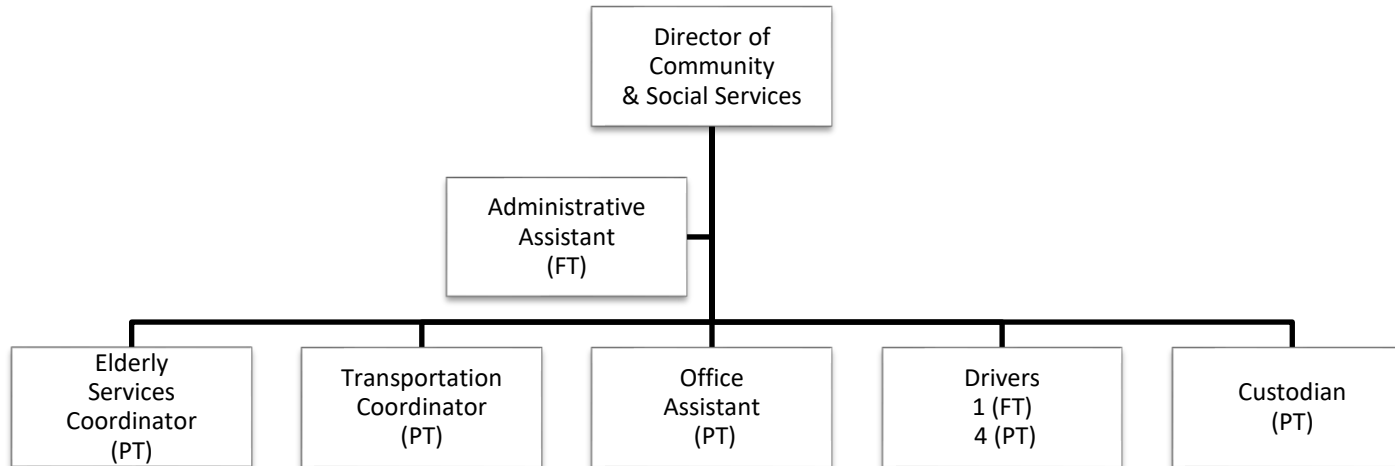 Director of
Community
& Social Services
Administrative
Assistant
(FT)
Elderly
Services
Coordinator
(PT)
Transportation
Coordinator
(PT)
Office
Assistant
(PT)
Drivers
1 (FT)
4 (PT)
Custodian
(PT)